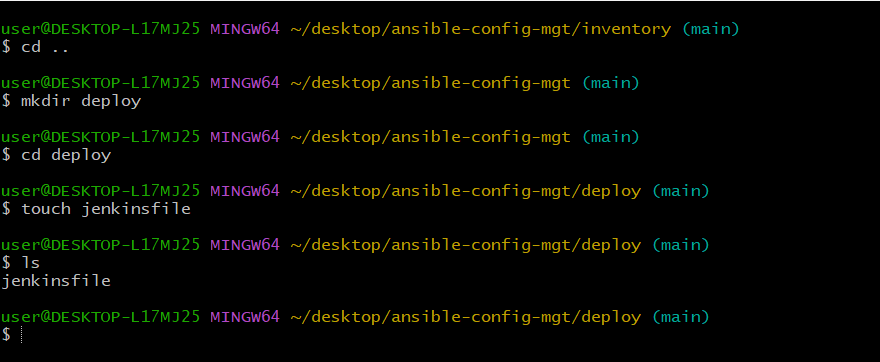 user@DESKTOP-L17MJ25 MINGW64 ~/desktop/ansible-config-mgt/inventory (main)
$ cd ..
user@DESKTOP-L17MJ25 MINGW64 ~/desktop/ansible-config-mgt (main)
$ mkdir deploy
user@DESKTOP-L17MJ25 MINGW64 ~/desktop/ansible-config-mgt (main)
$ cd deploy
user@DESKTOP-L17MJ25 MINGW64 ~/desktop/ansible-config-mgt/deploy (main)
$ touch jenkinsfile
user@DESKTOP-L17MJ25 MINGW64 ~/desktop/ansible-config-mgt/deploy (main)
$ ls
jenkinsfile
user@DESKTOP-L17MJ25 MINGW64 ~/desktop/ansible-config-mgt/deploy (main)
$